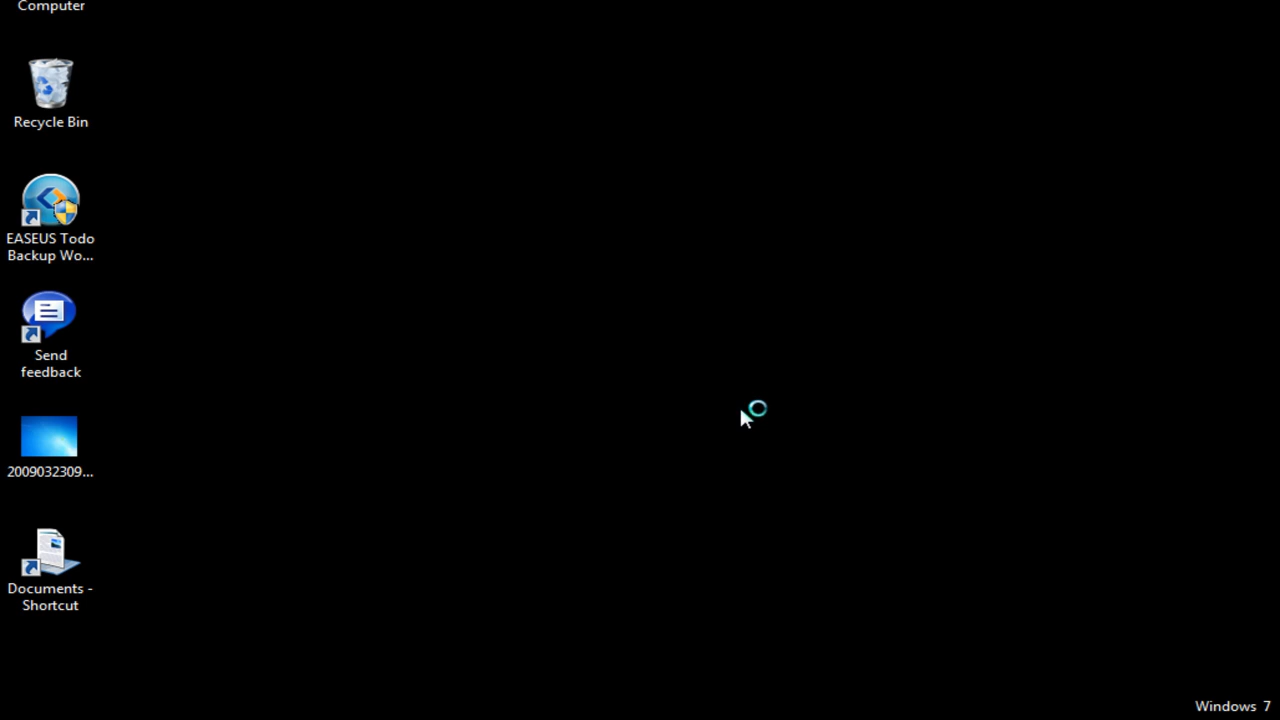 Computer
Recycle Bin
EASEUS Todo
Backup Wo...
Send
feedback
2009032309...
Documents -
Shortcut
Windows 7